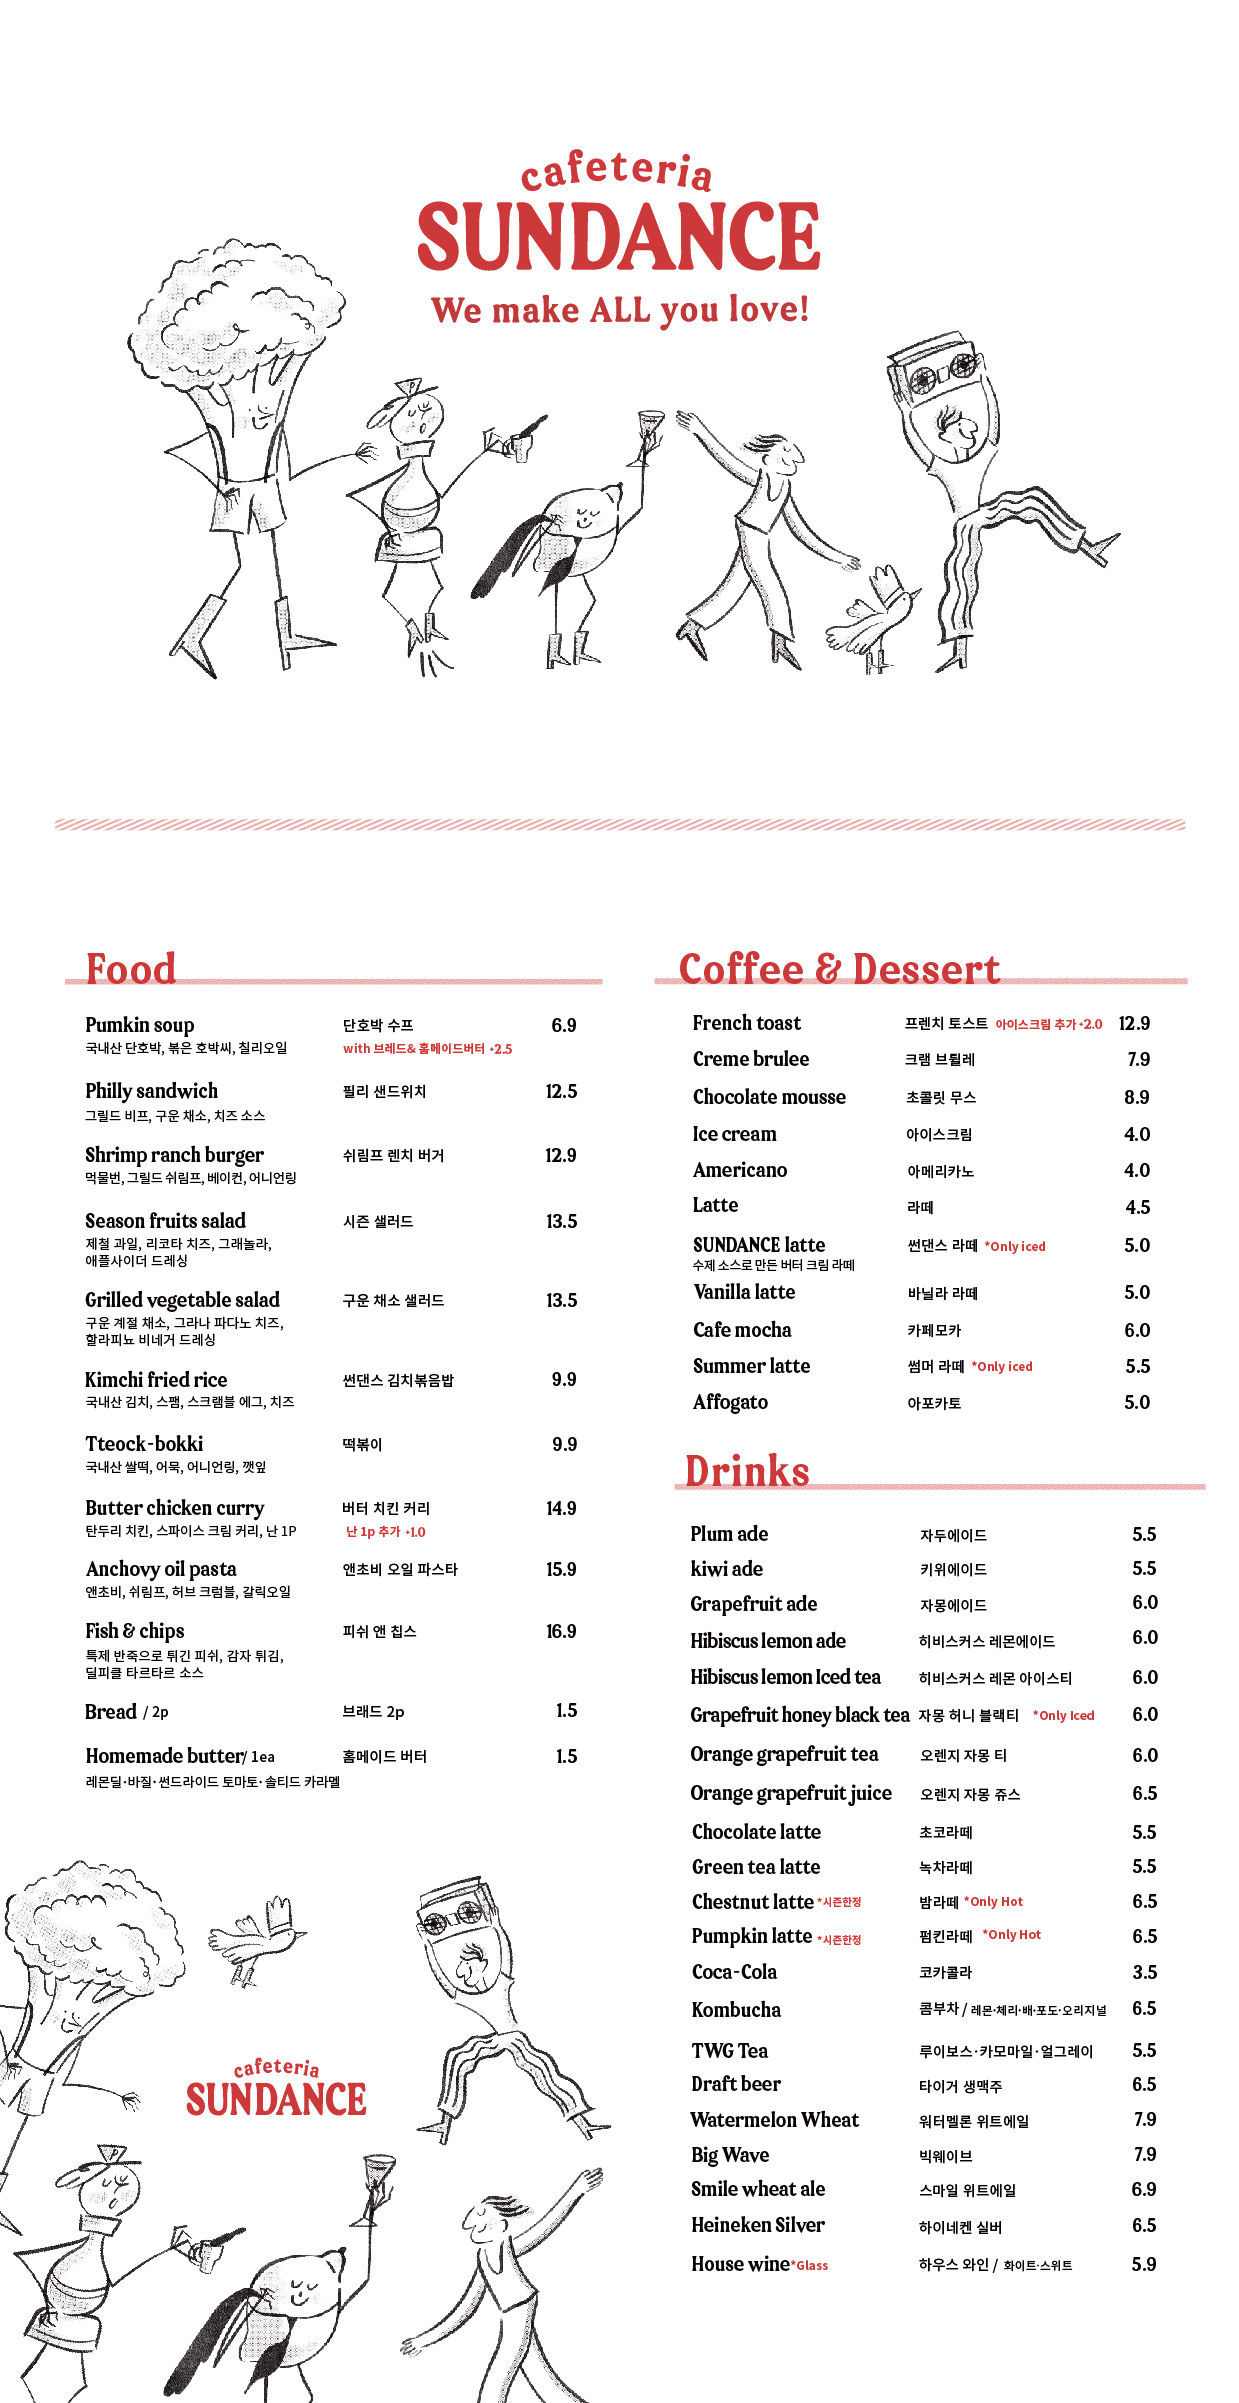 cafeteria
SUNDANCE
We make ALL you love!
Food
Pumkin soup 단호박 수프 6.9
국내산 단호박, 볶은 호박씨, 칠리오일 with 브레드& 홈메이드버터 +2.5
Philly sandwich 필리 샌드위치 12.5
그릴드 비프, 구운 채소, 치즈 소스
Shrimp ranch burger 쉬림프 렌치 버거 12.9
먹물번, 그릴드 쉬림프, 베이컨, 어니언링
Season fruits salad 시즌 샐러드 13.5
제철 과일, 리코타 치즈, 그래놀라,
애플사이더 드레싱
Grilled vegetable salad 구운 채소 샐러드 13.5
구운 계절 채소, 그라나 파다노 치즈,
할라피뇨 비네거 드레싱
Kimchi fried rice 썬댄스 김치볶음밥 9.9
국내산 김치, 스팸, 스크램블 에그, 치즈
Tteock-bokki 떡볶이 9.9
국내산 쌀떡, 어묵, 어니언링, 깻잎
Butter chicken curry 버터 치킨 커리 14.9
탄두리 치킨, 스파이스 크림 커리, 난 1P 난 1p 추가 +1.0
Anchovy oil pasta 앤초비 오일 파스타 15.9
앤초비, 쉬림프, 허브 크럼블, 갈릭오일
Fish & chips 피쉬 앤 칩스 16.9
특제 반죽으로 튀긴 피쉬, 감자 튀김,
딜피클 타르타르 소스
Bread / 2p 브래드 2p 1.5
Homemade butter/ 1ea 홈메이드 버터 1.5
레몬딜·바질·썬드라이드 토마토·솔티드 카라멜
Coffee & Dessert
French toast 프렌치 토스트 아이스크림 추가 +2.0 12.9
Creme brulee 크램 브륄레 7.9
Chocolate mousse 초콜릿 무스 8.9
Ice cream 아이스크림 4.0
Americano 아메리카노 4.0
Latte 라떼 4.5
SUNDANCE latte 썬댄스 라떼 *Only iced 5.0
수제 소스로 만든 버터 크림 라떼
Vanilla latte 바닐라 라떼 5.0
Cafe mocha 카페모카 6.0
Summer latte 썸머 라떼 *Only iced 5.5
Affogato 아포카토 5.0
Drinks
Plum ade 자두에이드 5.5
kiwi ade 키위에이드 5.5
Grapefruit ade 자몽에이드 6.0
Hibiscus lemon ade 히비스커스 레몬에이드 6.0
Hibiscus lemon Iced tea 히비스커스 레몬 아이스티 6.0
Grapefruit honey black tea 자몽 허니 블랙티 *Only Iced 6.0
Orange grapefruit tea 오렌지 자몽 티 6.0
Orange grapefruit juice 오렌지 자몽 쥬스 6.5
Chocolate latte 초코라떼 5.5
Green tea latte 녹차라떼 5.5
Chestnut latte *시즌한정 밤라떼 *Only Hot 6.5
Pumpkin latte *시즌한정 펌킨라떼 *Only Hot 6.5
Coca-Cola 코카콜라 3.5
Kombucha 콤부차 / 레몬·체리·배·포도·오리지널 6.5
TWG Tea 루이보스·카모마일·얼그레이 5.5
Draft beer 타이거 생맥주 6.5
Watermelon Wheat 워터멜론 위트에일 7.9
Big Wave 빅웨이브 7.9
Smile wheat ale 스마일 위트에일 6.9
Heineken Silver 하이네켄 실버 6.5
House wine*Glass 하우스 와인 / 화이트·스위트 5.9
cafeteria
SUNDANCE